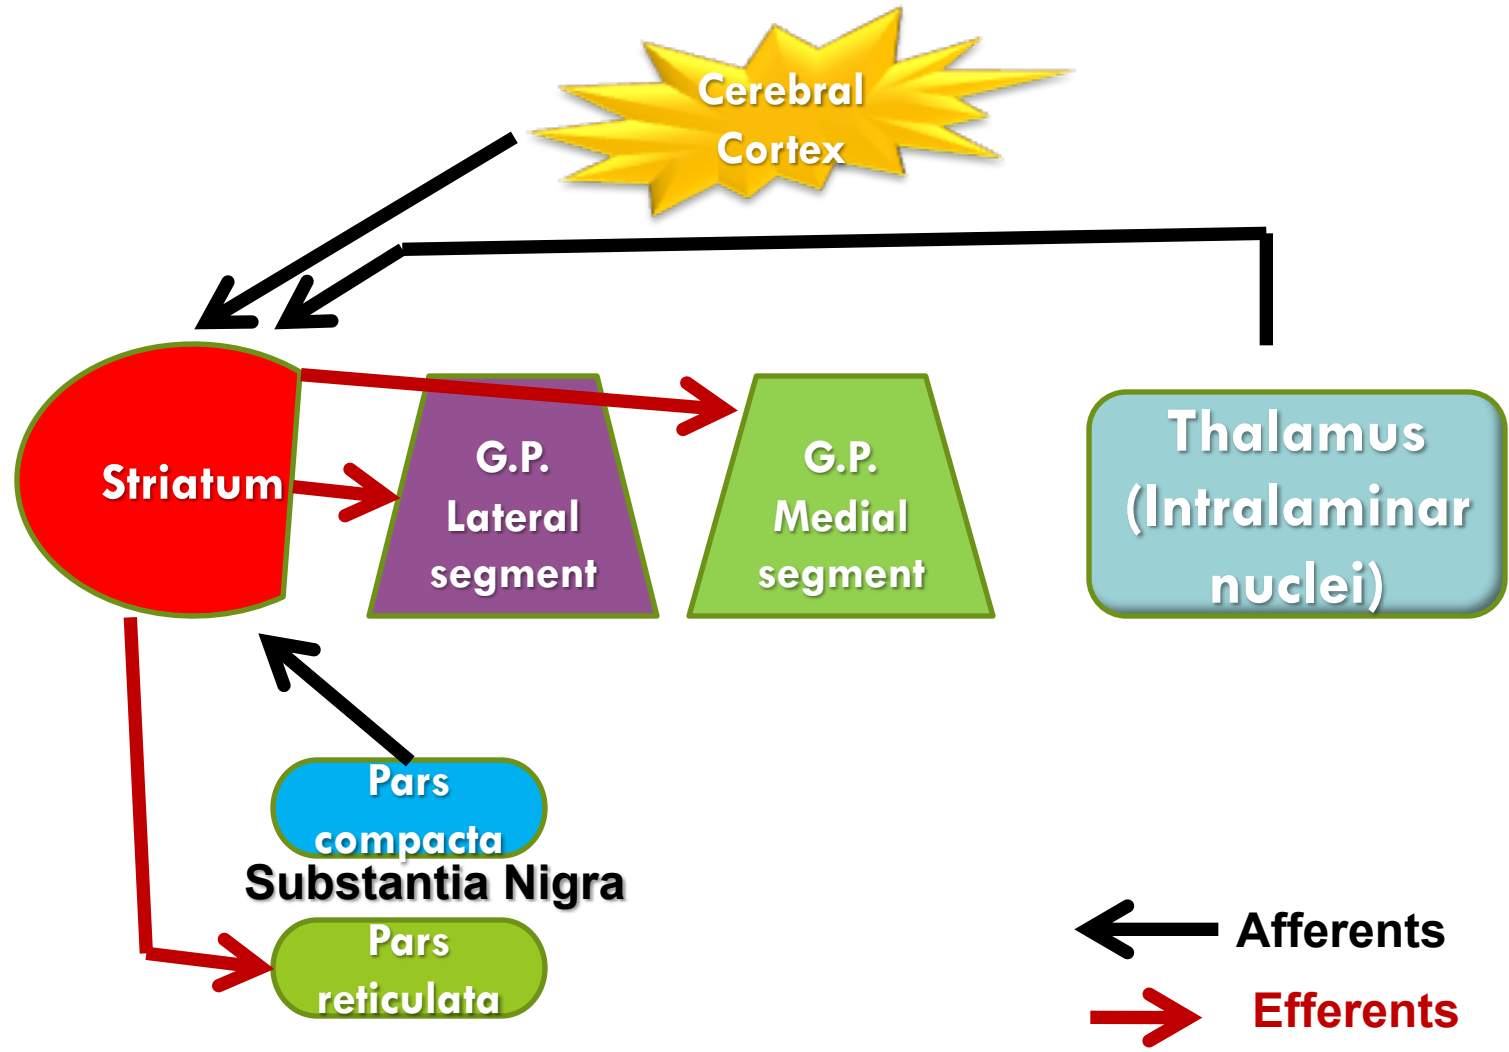 Cerebral
Cortex
Striatum
G.P.
Lateral
segment
G.P.
Medial
segment
Thalamus
(Intralaminar
nuclei)
Pars
compacta
Substantia Nigra
Pars
reticulata
Afferents
Efferents